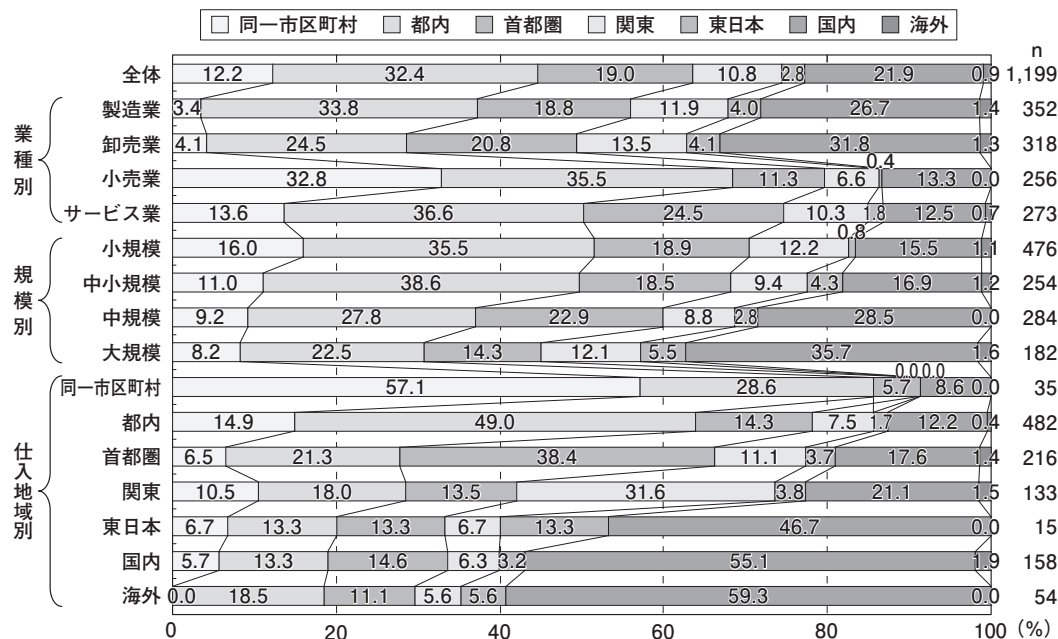 同一市区町村 都内 首都圏 関東 東日本 国内 海外
n
全体 12.2 32.4 19.0 10.8 2.8 21.9 0.9 1,199
業種別
製造業 3.4 33.8 18.8 11.9 4.0 26.7 1.4 352
卸売業 4.1 24.5 20.8 13.5 4.1 31.8 1.3 318
小売業 32.8 35.5 11.3 6.6 0.4 13.3 0.0 256
サービス業 13.6 36.6 24.5 10.3 1.8 12.5 0.7 273
規模別
小規模 16.0 35.5 18.9 12.2 0.8 15.5 1.1 476
中小規模 11.0 38.6 18.5 9.4 4.3 16.9 1.2 254
中規模 9.2 27.8 22.9 8.8 2.8 28.5 0.0 284
大規模 8.2 22.5 14.3 12.1 5.5 35.7 1.6 182
仕入地域別
同一市区町村 57.1 28.6 5.7 0.0 0.0 8.6 0.0 35
都内 14.9 49.0 14.3 7.5 1.7 12.2 0.4 482
首都圏 6.5 21.3 38.4 11.1 3.7 17.6 1.4 216
関東 10.5 18.0 13.5 31.6 3.8 21.1 1.5 133
東日本 6.7 13.3 13.3 6.7 13.3 46.7 0.0 15
国内 5.7 13.3 14.6 6.3 3.2 55.1 1.9 158
海外 0.0 18.5 11.1 5.6 5.6 59.3 0.0 54
0 20 40 60 80 100 (%)